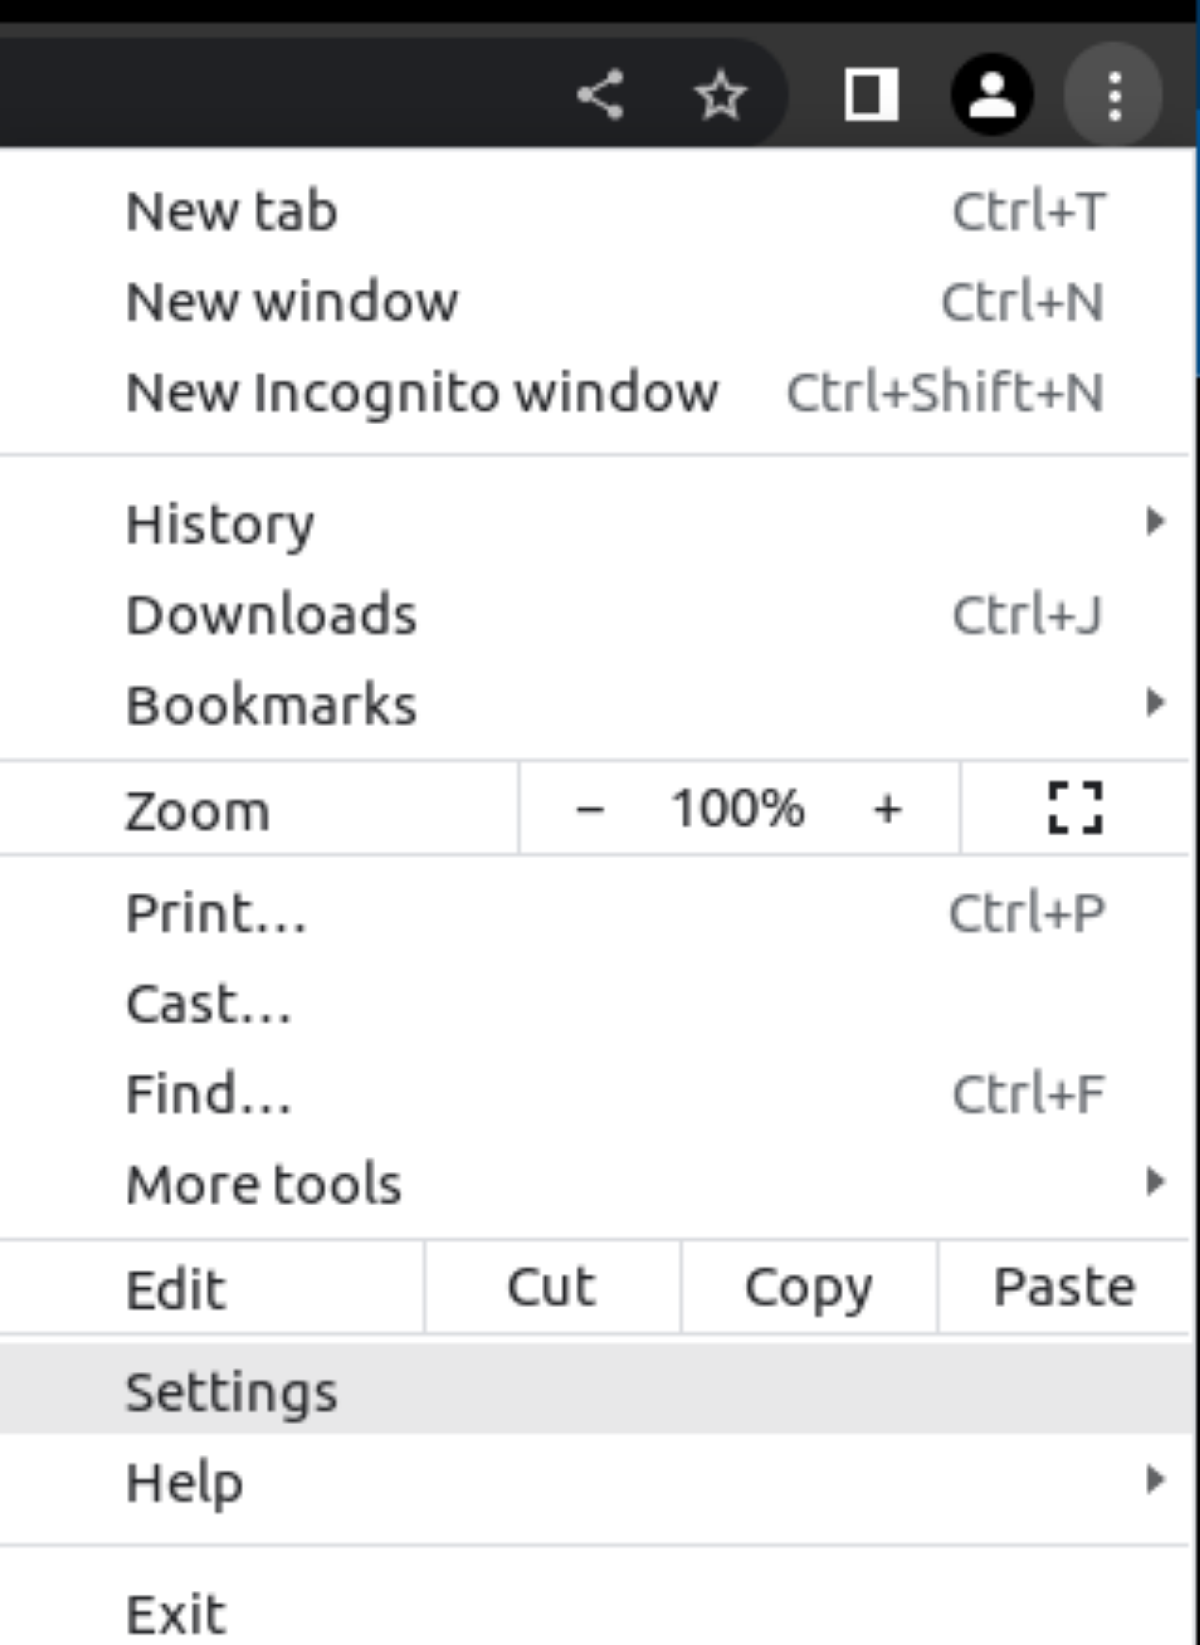 New tab Ctrl+T
New window Ctrl+N
New Incognito window Ctrl+Shift+N
History
Downloads Ctrl+J
Bookmarks
Zoom − 100% +
Print… Ctrl+P
Cast…
Find… Ctrl+F
More tools
Edit Cut Copy Paste
Settings
Help
Exit